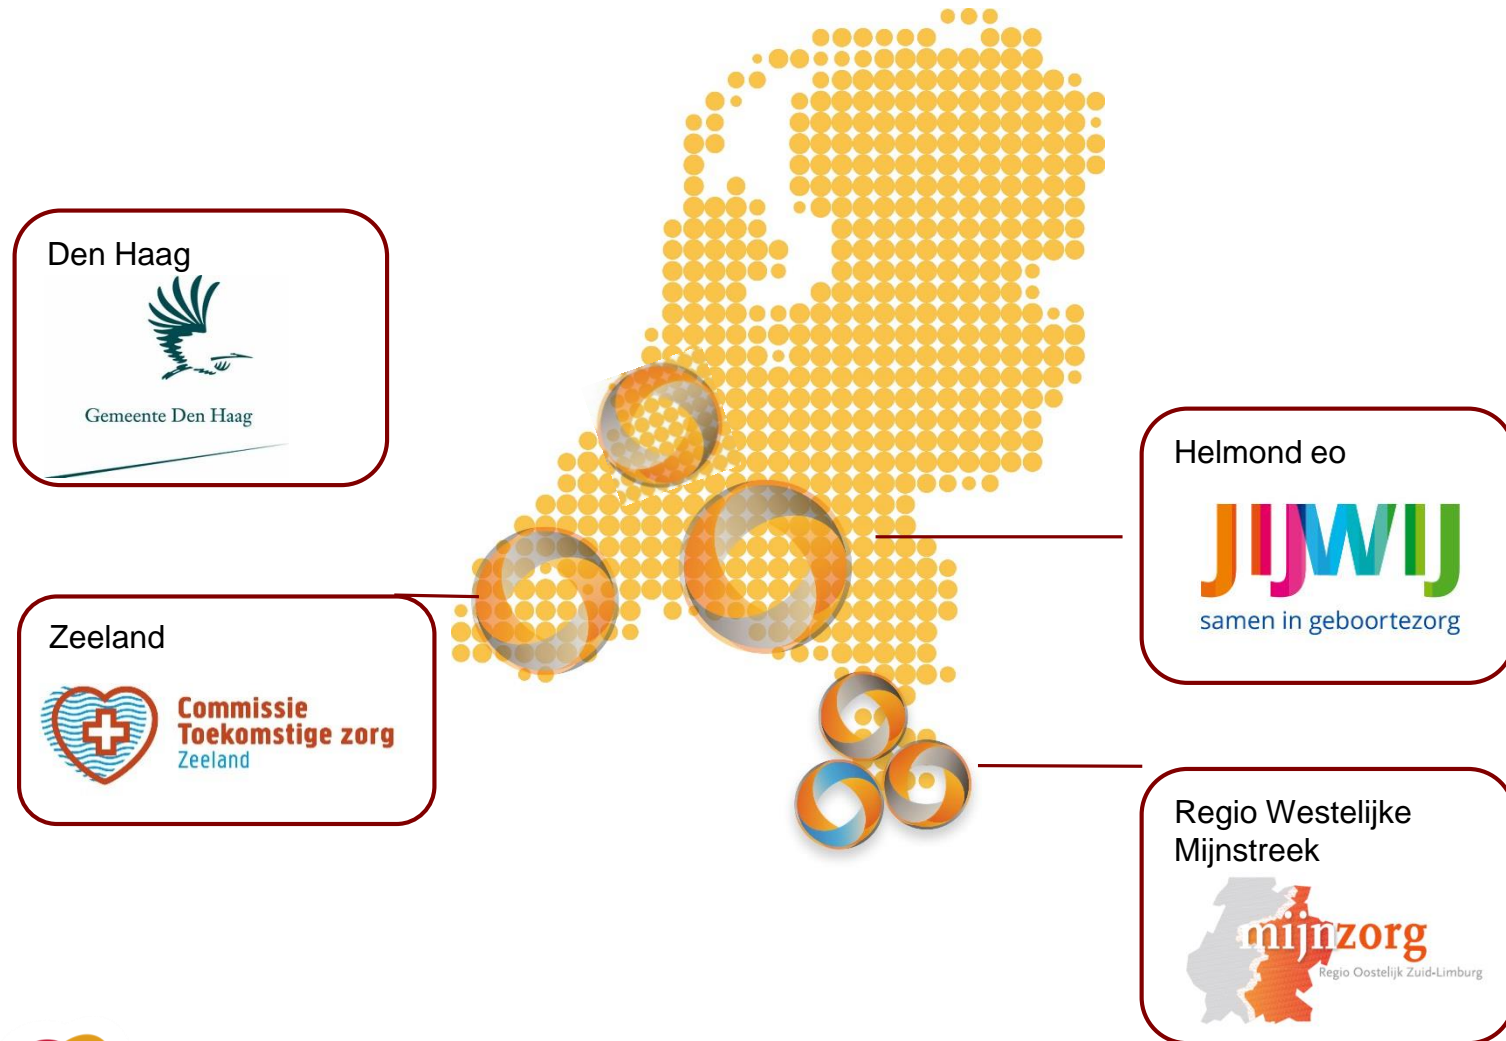 Den Haag
Gemeente Den Haag
Zeeland
Commissie
Toekomstige zorg
Zeeland
Helmond eo
JIJWIJ
samen in geboortezorg
Regio Westelijke
Mijnstreek
mijnzorg
Regio Oostelijk Zuid-Limburg